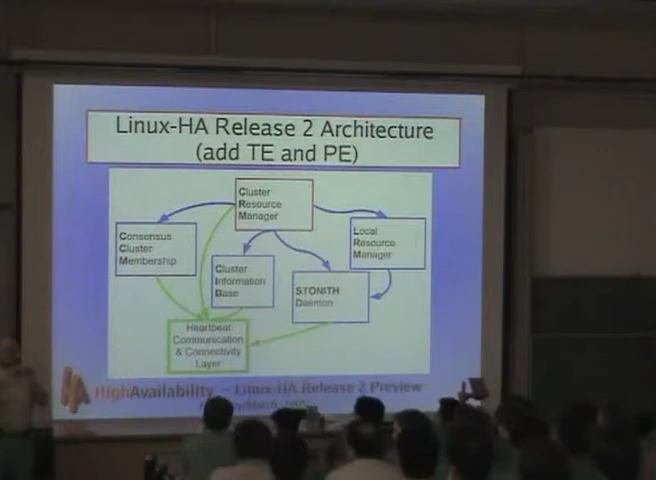 Linux-HA Release 2 Architecture
(add TE and PE)
Cluster
Resource
Manager
Consensus
Cluster
Membership
Local
Resource
Manager
Cluster
Information
Base
STONITH
Daemon
Heartbeat
Communication
& Connectivity
Layer
HA HighAvailability – Linux-HA Release 2 Preview